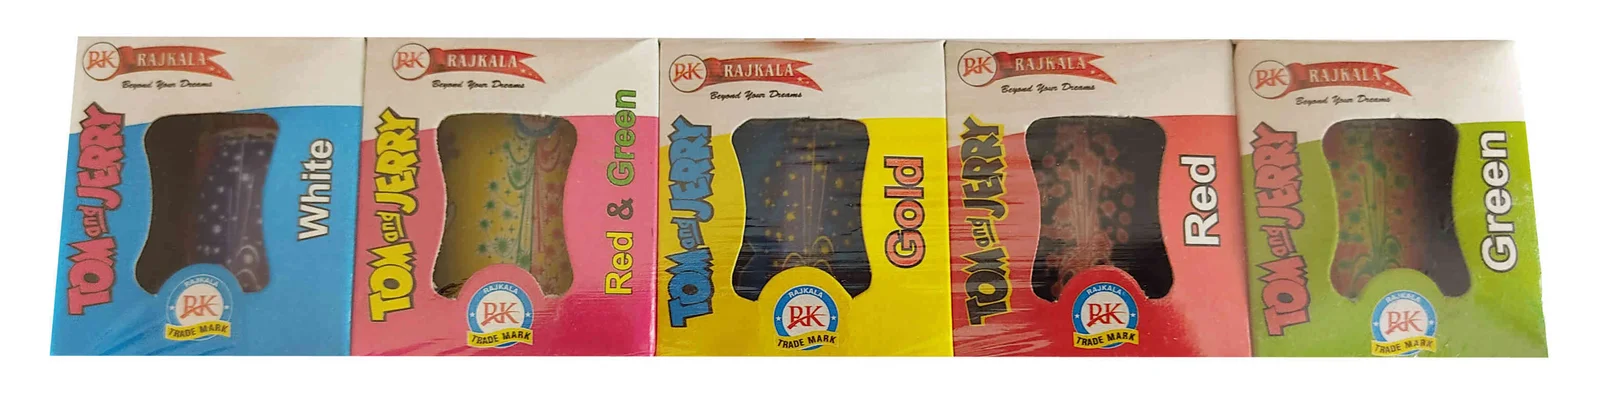 RK RAJKALA
Beyond Your Dreams
TOM and JERRY
White
RAJKALA
RK
TRADE MARK
RK RAJKALA
Beyond Your Dreams
TOM and JERRY
Red & Green
RAJKALA
RK
TRADE MARK
RK RAJKALA
Beyond Your Dreams
TOM and JERRY
Gold
RAJKALA
RK
TRADE MARK
RK RAJKALA
Beyond Your Dreams
TOM and JERRY
Red
RAJKALA
RK
TRADE MARK
RK RAJKALA
Beyond Your Dreams
TOM and JERRY
Green
RAJKALA
RK
TRADE MARK